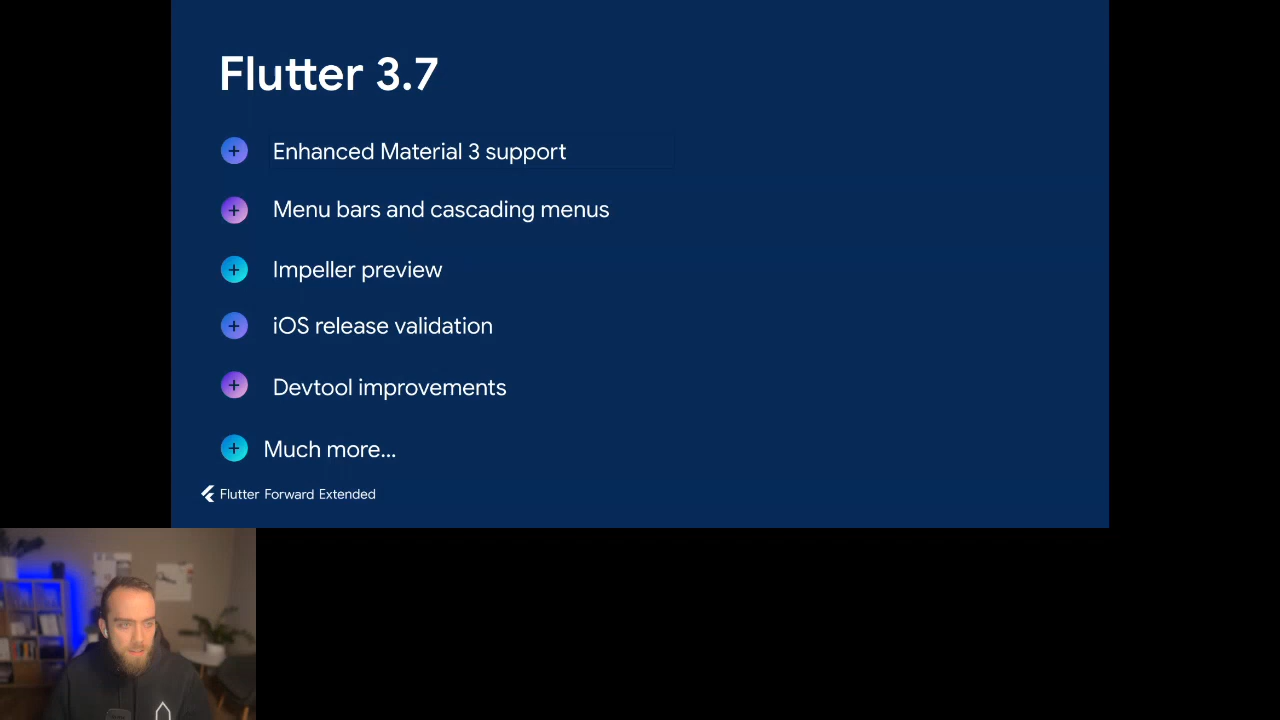 Flutter 3.7
Enhanced Material 3 support
Menu bars and cascading menus
Impeller preview
iOS release validation
Devtool improvements
Much more...
Flutter Forward Extended